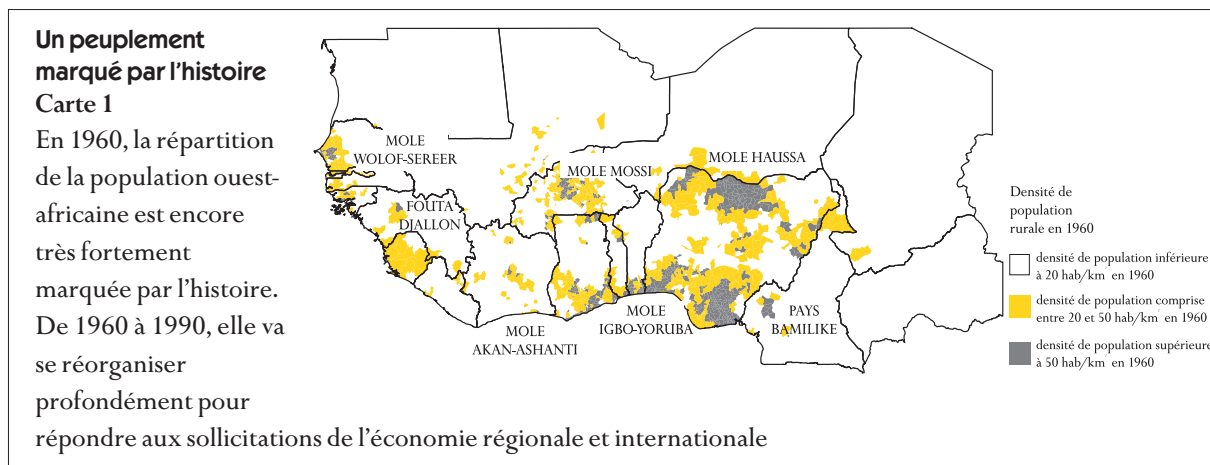 Un peuplement
marqué par l'histoire
Carte 1
En 1960, la répartition
de la population ouest-
africaine est encore
très fortement
marquée par l'histoire.
De 1960 à 1990, elle va
se réorganiser
profondément pour
répondre aux sollicitations de l'économie régionale et internationale
MOLE
WOLOF-SEREER
FOUTA
DJALLON
MOLE MOSSI
MOLE HAUSSA
MOLE
AKAN-ASHANTI
MOLE
IGBO-YORUBA
PAYS
BAMILIKE
Densité de
population
rurale en 1960
densité de population inférieure
à 20 hab/km en 1960
densité de population comprise
entre 20 et 50 hab/km en 1960
densité de population supérieure
à 50 hab/km en 1960